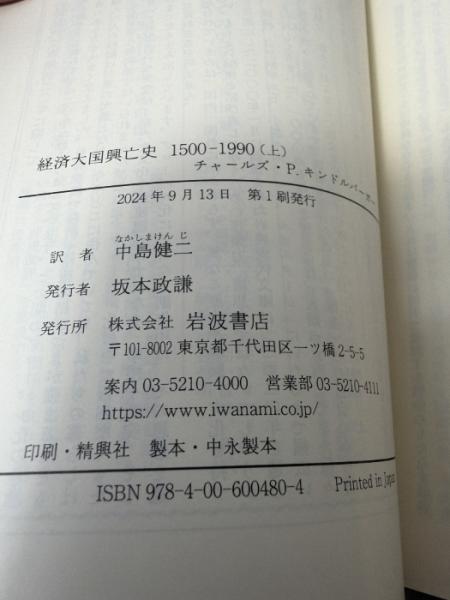 経済大国興亡史 1500-1990(上)
チャールズ・P. キンドルバーガー
2024年9月13日 第1刷発行
なかしまけんじ
訳者 中島健二
発行者 坂本政謙
発行所 株式会社 岩波書店
〒101-8002 東京都千代田区一ツ橋2-5-5
案内 03-5210-4000 営業部 03-5210-4111
https://www.iwanami.co.jp/
印刷・精興社 製本・中永製本
ISBN 978-4-00-600480-4 Printed in Japan